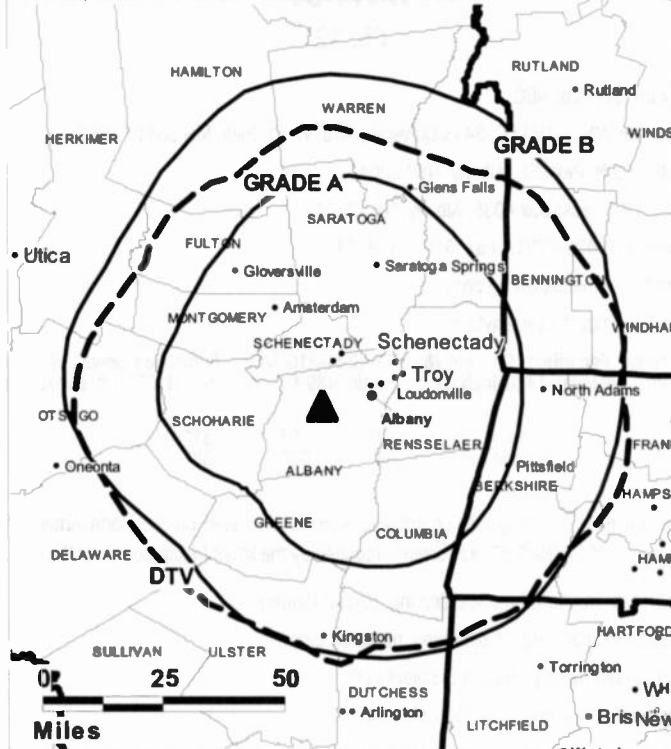 RUTLAND
HAMILTON
Rutland
WARREN
HERKIMER
GRADE B
WINDS
GRADE A
Glens Falls
SARATOGA
FULTON
Utica
Gloversville
Saratoga Springs
BENNINGTON
Amsterdam
MONTGOMERY
WINDHA
SCHENECTADY
Schenectady
Troy
North Adams
Loudonville
OTSEGO
SCHOHARIE
Albany
RENSSELAER
FRAN
Oneonta
ALBANY
Pittsfield
BERKSHIRE
HAMPS
GREENE
COLUMBIA
DELAWARE
HAM
DTV
Kingston
HARTFORD
SULLIVAN
ULSTER
Torrington
0 25 50
DUTCHESS
Arlington
Miles
LITCHFIELD
Bris
New